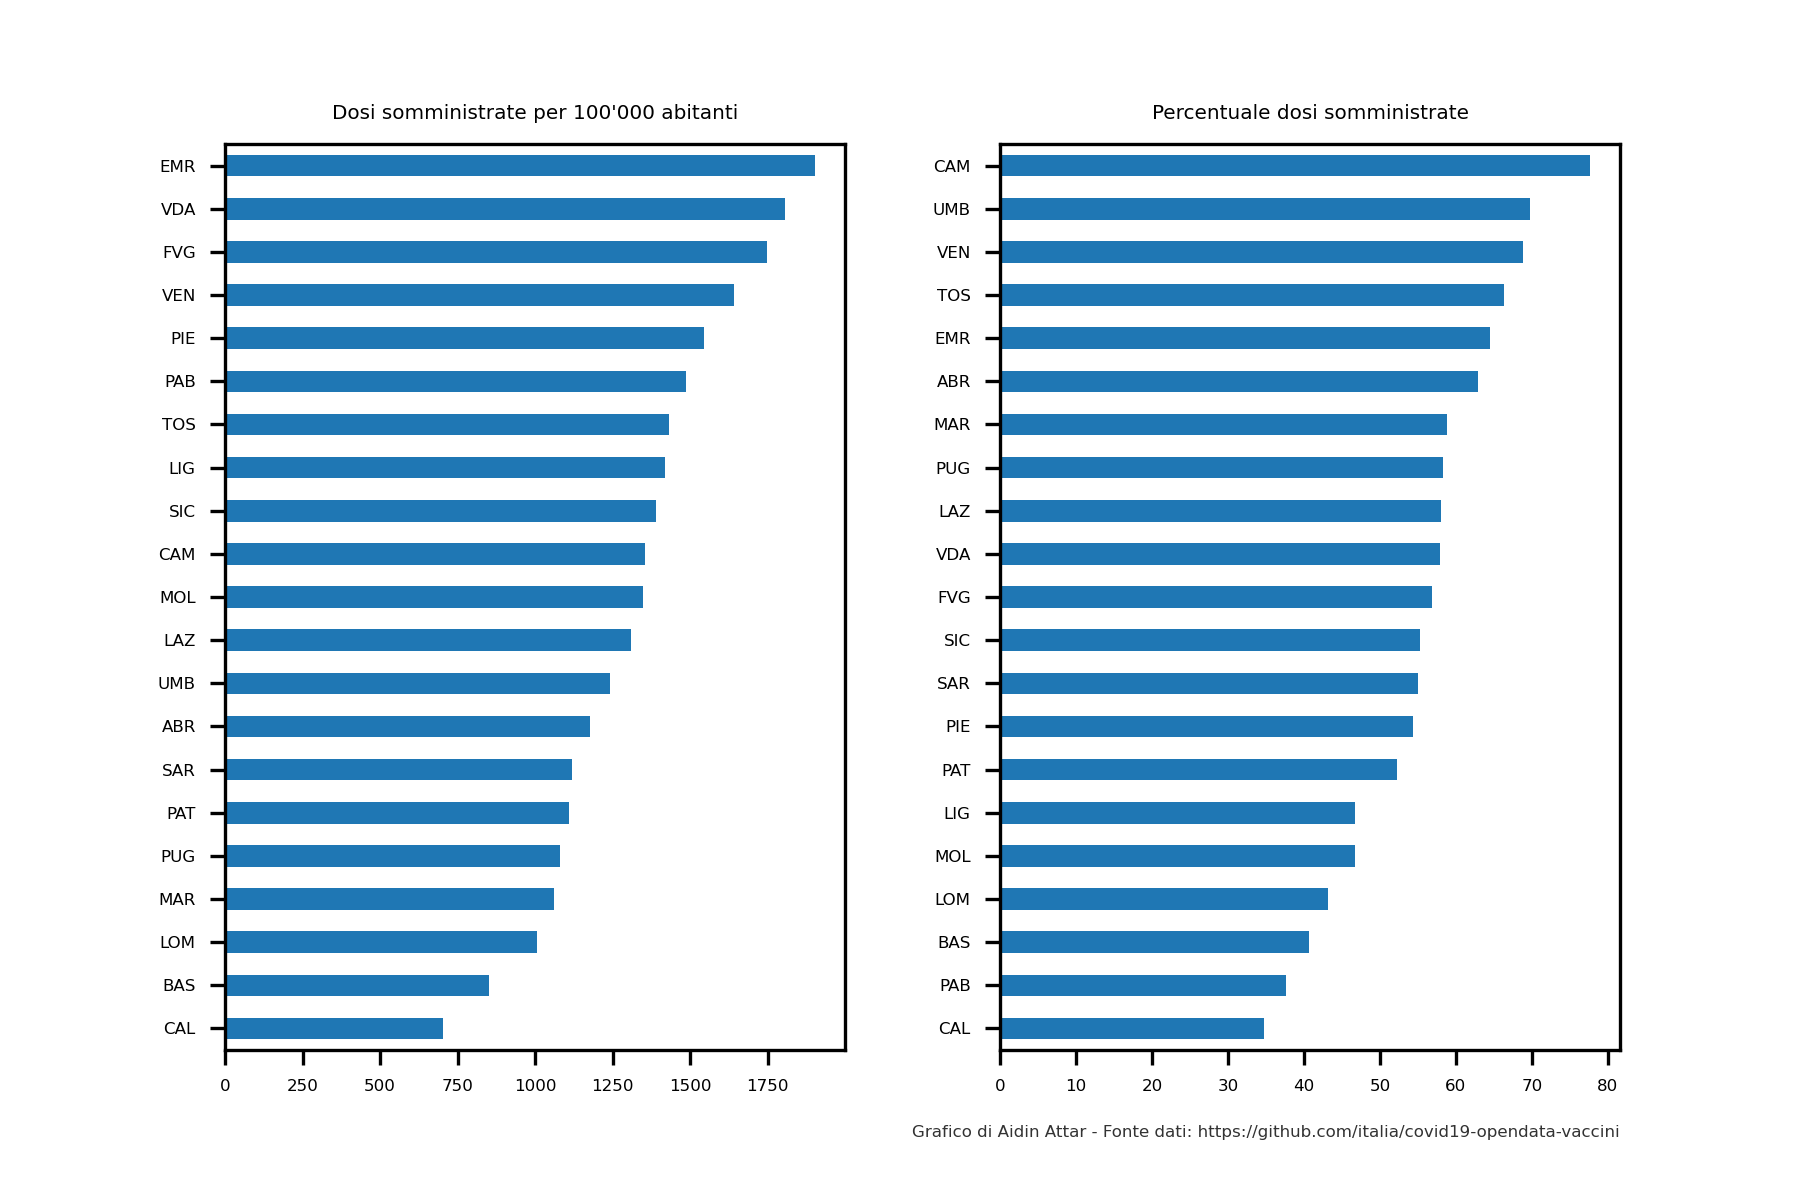 Dosi somministrate per 100'000 abitanti
EMR
VDA
FVG
VEN
PIE
PAB
TOS
LIG
SIC
CAM
MOL
LAZ
UMB
ABR
SAR
PAT
PUG
MAR
LOM
BAS
CAL
0 250 500 750 1000 1250 1500 1750
Percentuale dosi somministrate
CAM
UMB
VEN
TOS
EMR
ABR
MAR
PUG
LAZ
VDA
FVG
SIC
SAR
PIE
PAT
LIG
MOL
LOM
BAS
PAB
CAL
0 10 20 30 40 50 60 70 80
Grafico di Aidin Attar - Fonte dati: https://github.com/italia/covid19-opendata-vaccini